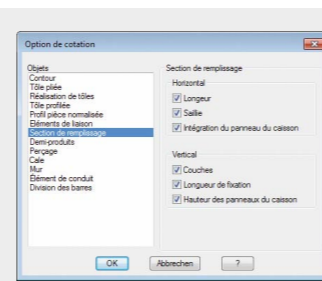 Option de cotation
Objets
Contour
Tôle pliée
Réalisation de tôles
Tôle profilée
Profil pièce normalisée
Éléments de liaison
Section de remplissage
Demi-produits
Perçage
Cale
Mur
Élément de conduit
Division des barres
Section de remplissage
Horizontal
Longeur
Saillie
Intégration du panneau du caisson
Vertical
Couches
Longueur de fixation
Hauteur des panneaux du caisson
OK
Abbrechen
?